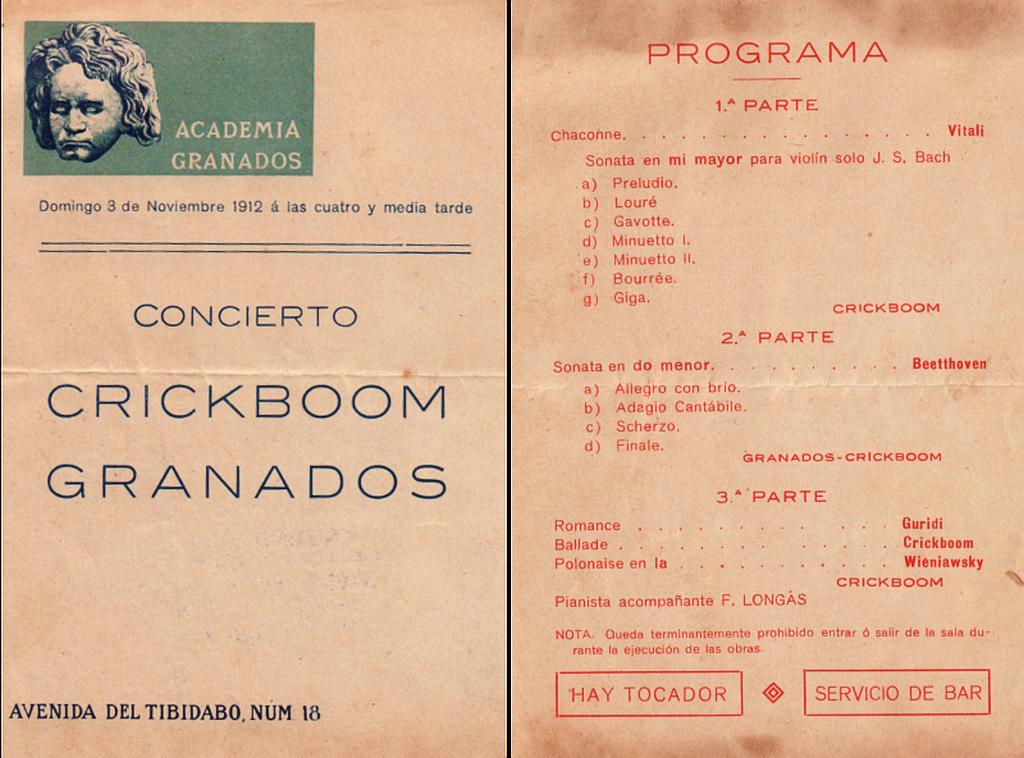 ACADEMIA
GRANADOS
Domingo 3 de Noviembre 1912 á las cuatro y media tarde
CONCIERTO
CRICKBOOM
GRANADOS
AVENIDA DEL TIBIDABO, NÚM 18
PROGRAMA
1.ª PARTE
Chaconne. . . . . . . . . . . . . . . . Vitali
Sonata en mi mayor para violín solo J. S. Bach
a) Preludio.
b) Louré
c) Gavotte.
d) Minuetto I.
e) Minuetto II.
f) Bourrée.
g) Giga.
CRICKBOOM
2.ª PARTE
Sonata en do menor. . . . . . . . . . Beetthoven
a) Allegro con brio.
b) Adagio Cantábile.
c) Scherzo.
d) Finale.
GRANADOS-CRICKBOOM
3.ª PARTE
Romance . . . . . . . . . . . Guridi
Ballade . . . . . . . . . . . . Crickboom
Polonaise en la . . . . . . . . . . . Wieniawsky
CRICKBOOM
Pianista acompañante F. LONGÁS
NOTA. Queda terminantemente prohibido entrar ó salir de la sala du-
rante la ejecución de las obras.
HAY TOCADOR
SERVICIO DE BAR